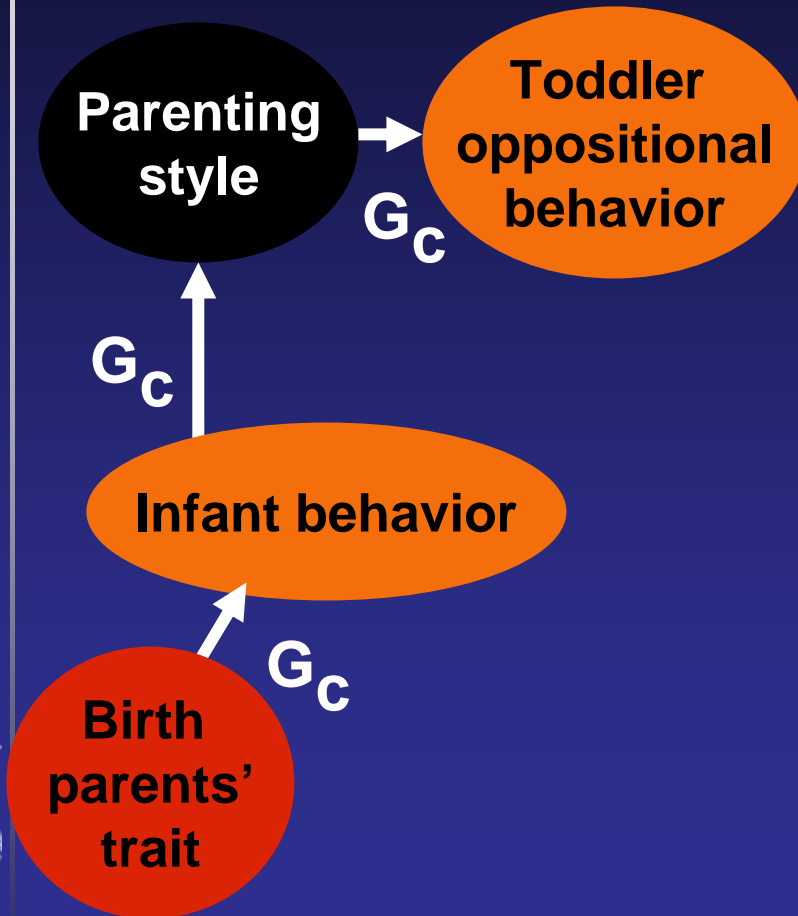 Parenting
style
Toddler
oppositional
behavior
Gc
Gc
Infant behavior
Gc
Birth
parents’
trait